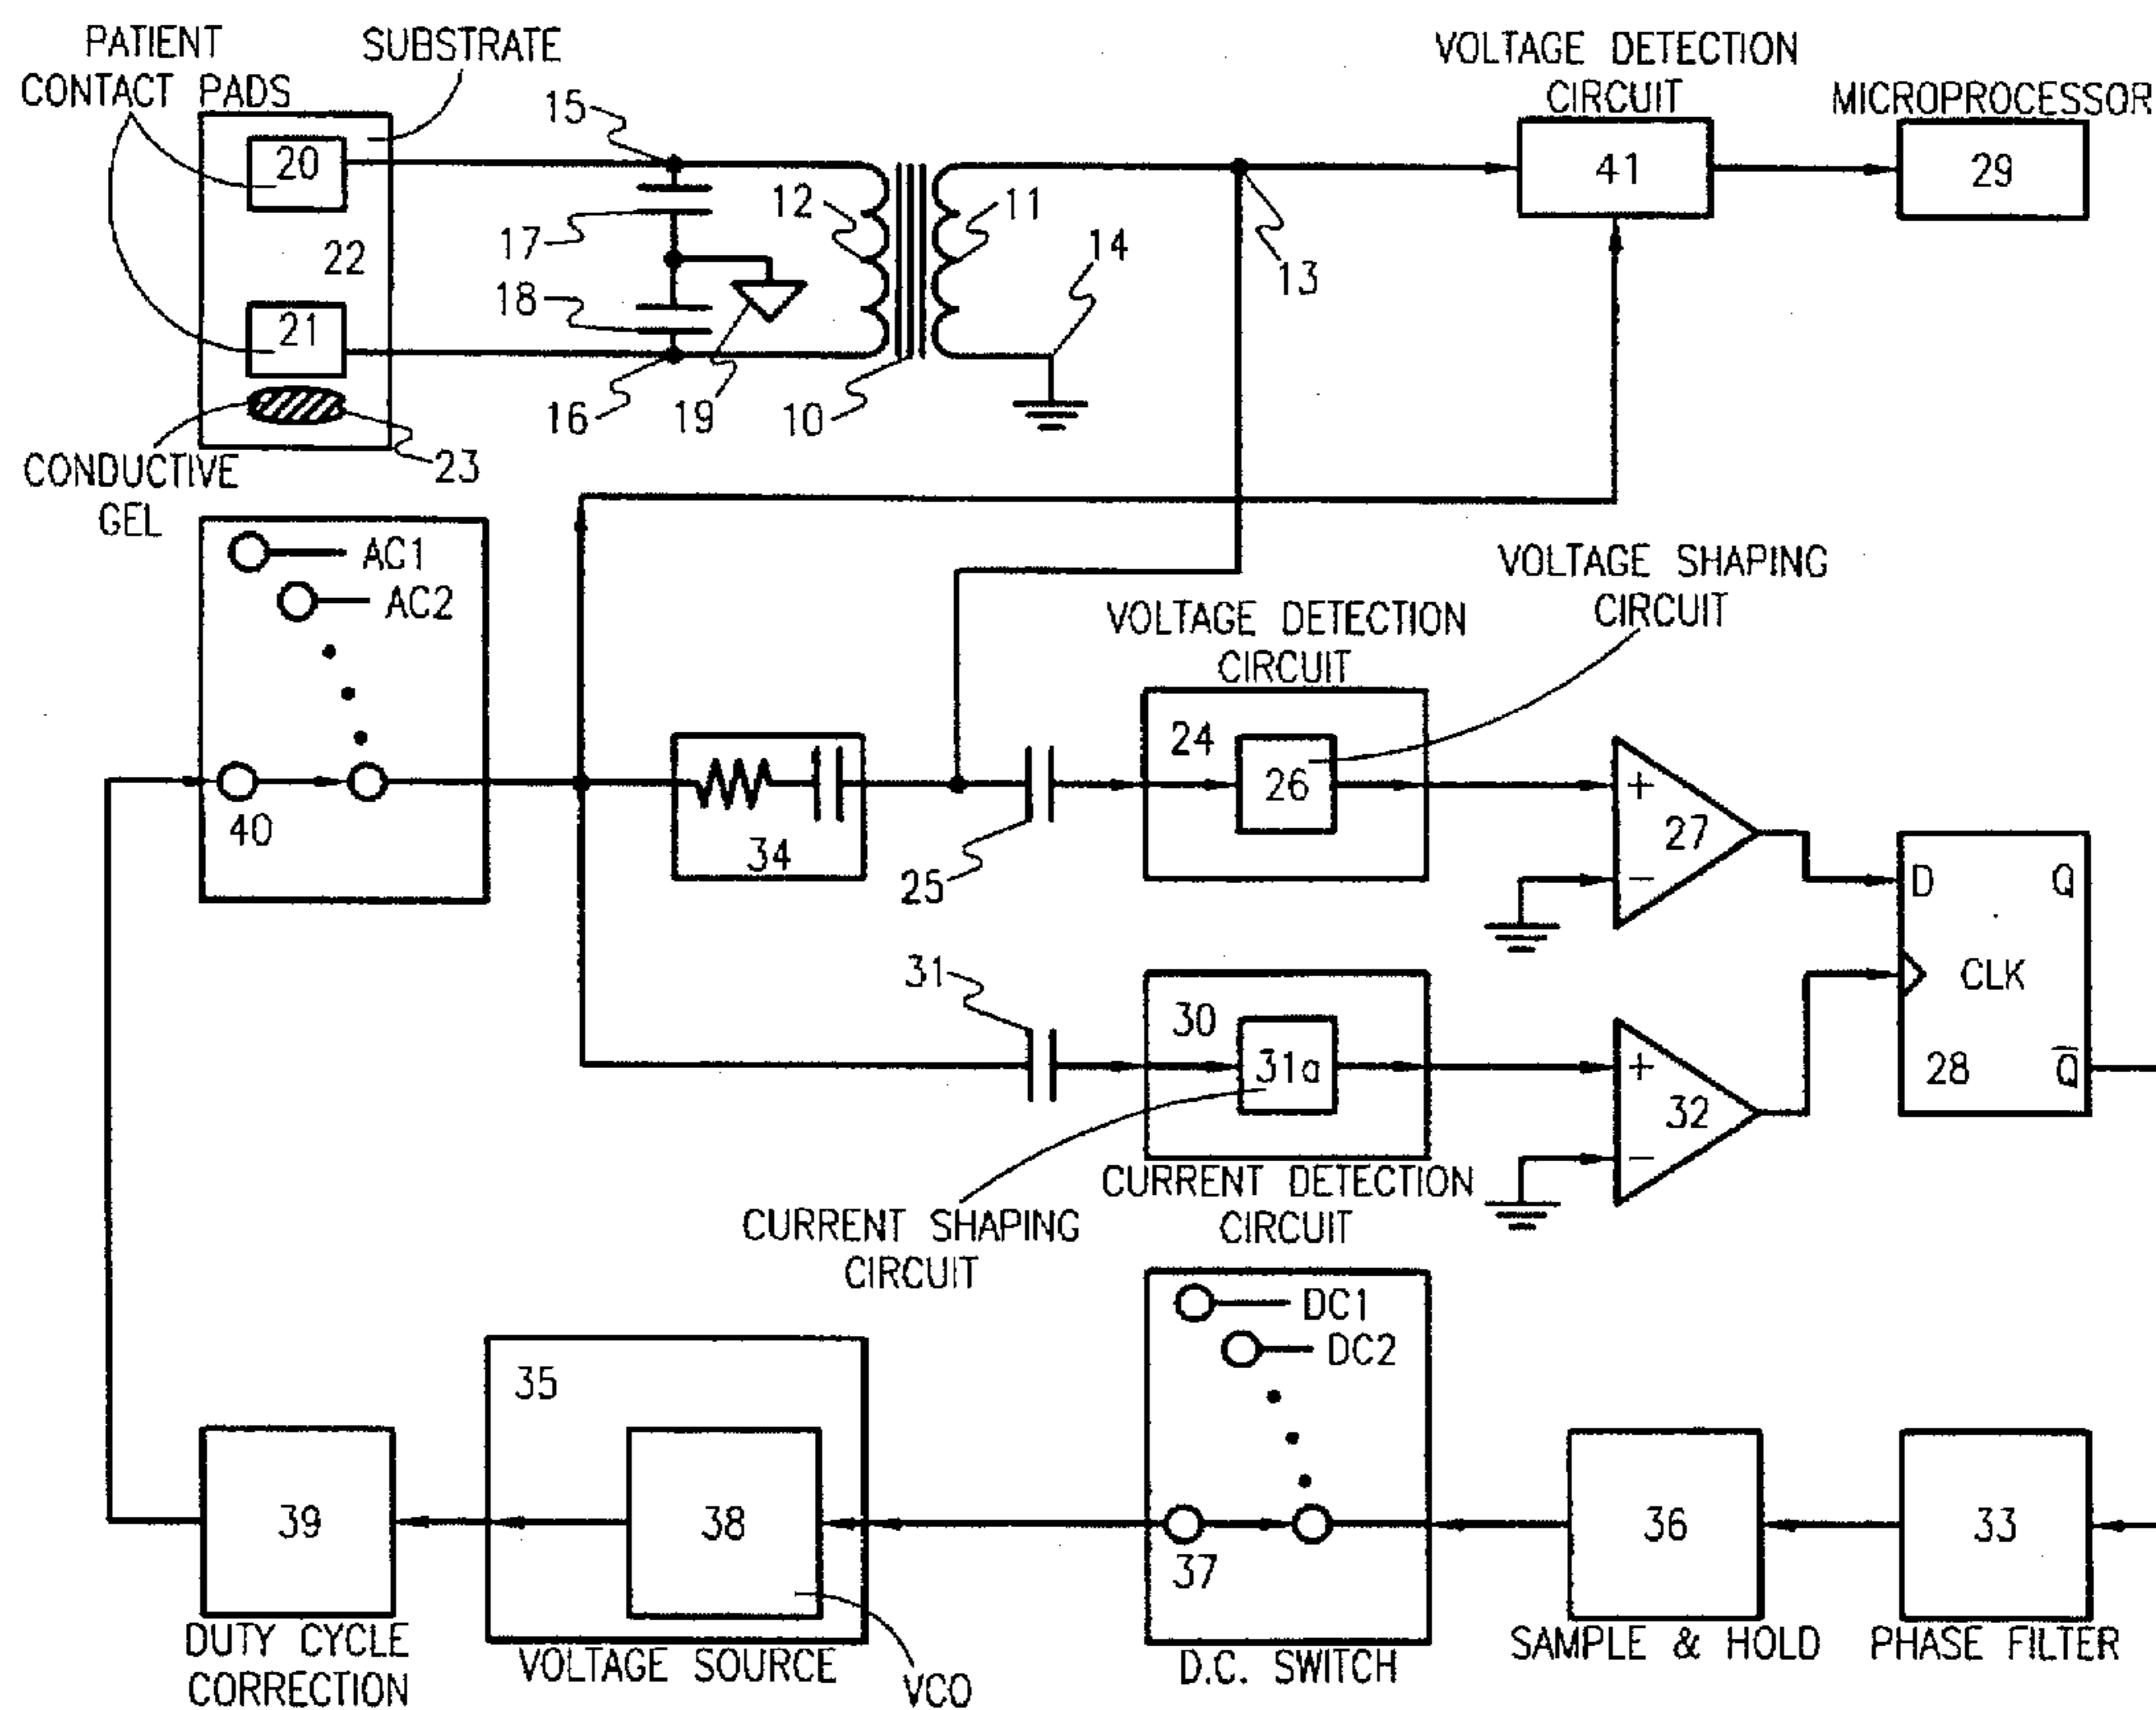 PATIENT
CONTACT PADS
SUBSTRATE
VOLTAGE DETECTION
CIRCUIT
MICROPROCESSOR
15
20
12
11
41
29
17
22
14
13
18
21
16
19
10
23
CONDUCTIVE
GEL
AC1
AC2
VOLTAGE SHAPING
CIRCUIT
VOLTAGE DETECTION
CIRCUIT
24
26
+
27
40
34
25
−
D
Q
31
CLK
30
31a
+
28
Q̅
32
−
CURRENT DETECTION
CIRCUIT
CURRENT SHAPING
CIRCUIT
DC1
DC2
35
39
38
37
36
33
DUTY CYCLE
CORRECTION
VOLTAGE SOURCE
VCO
D.C. SWITCH
SAMPLE & HOLD
PHASE FILTER